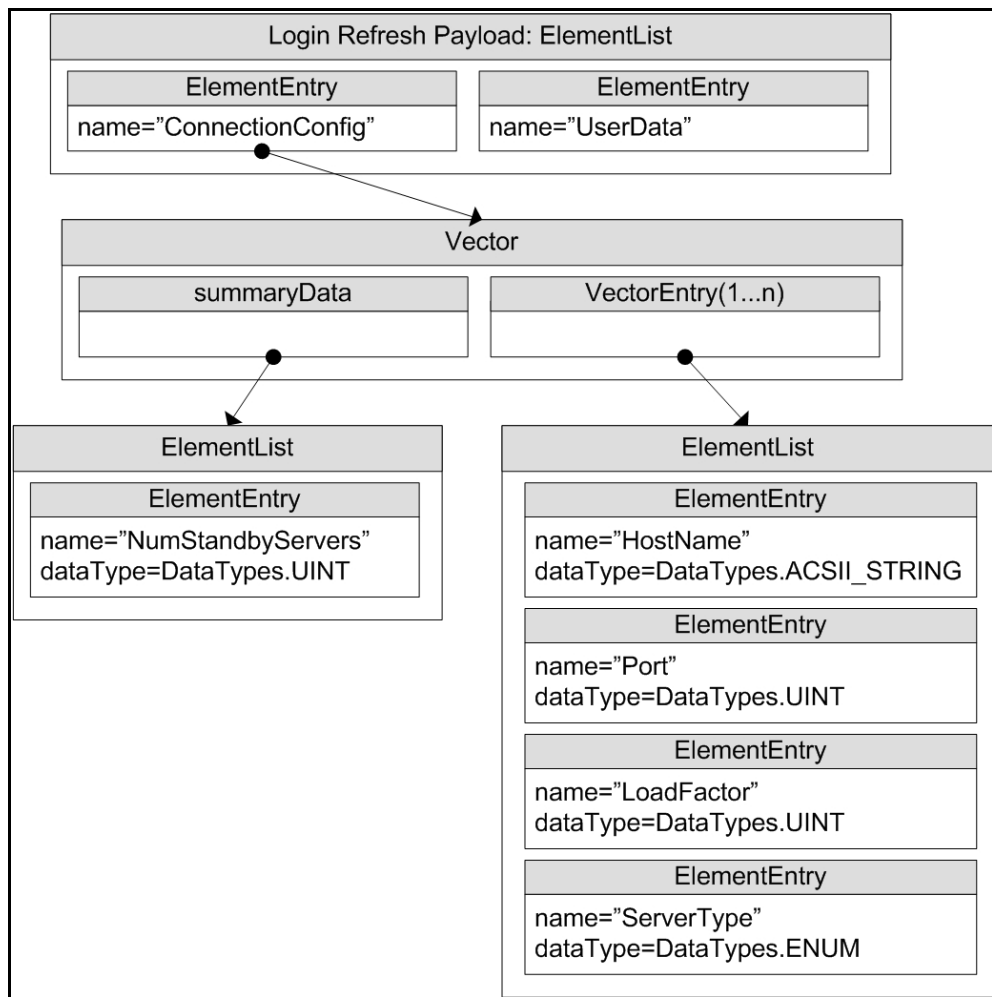 Login Refresh Payload: ElementList
ElementEntry
name=”ConnectionConfig”
ElementEntry
name=”UserData”
Vector
summaryData
VectorEntry(1...n)
ElementList
ElementEntry
name=”NumStandbyServers”
dataType=DataTypes.UINT
ElementList
ElementEntry
name=”HostName”
dataType=DataTypes.ACSII_STRING
ElementEntry
name=”Port”
dataType=DataTypes.UINT
ElementEntry
name=”LoadFactor”
dataType=DataTypes.UINT
ElementEntry
name=”ServerType”
dataType=DataTypes.ENUM